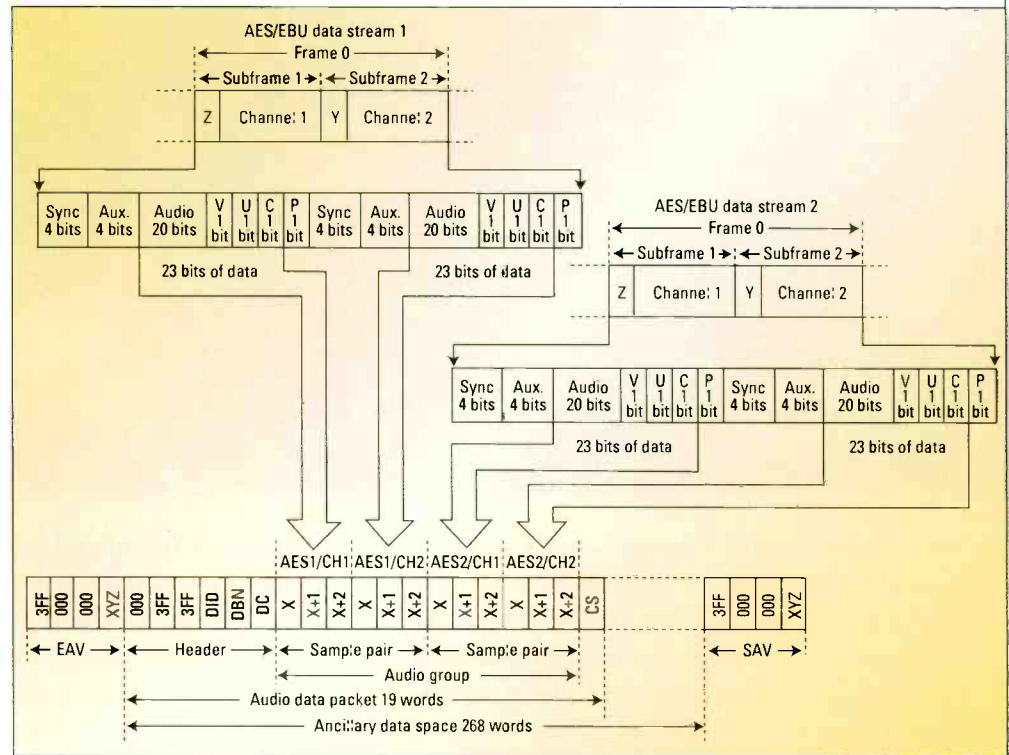 AES/EBU data stream 1
Frame 0
Subframe 1 Subframe 2
Z Channel 1 Y Channel 2
Sync 4 bits Aux. 4 bits Audio 20 bits V 1 bit U 1 bit C 1 bit P 1 bit Sync 4 bits Aux. 4 bits Audio 20 bits V 1 bit U 1 bit C 1 bit P 1 bit
23 bits of data 23 bits of data
AES/EBU data stream 2
Frame 0
Subframe 1 Subframe 2
Z Channel 1 Y Channel 2
Sync 4 bits Aux. 4 bits Audio 20 bits V 1 bit U 1 bit C 1 bit P 1 bit Sync 4 bits Aux. 4 bits Audio 20 bits V 1 bit U 1 bit C 1 bit P 1 bit
23 bits of data 23 bits of data
AES1/CH1 AES1/CH2 AES2/CH1 AES2/CH2
3FF 000 000 XYZ 000 3FF 3FF DID DBN DC X X+1 X+2 X X+1 X+2 X X+1 X+2 X X+1 X+2 CS 3FF 000 000 XYZ
EAV Header Sample pair Sample pair SAV
Audio group
Audio data packet 19 words
Ancillary data space 268 words